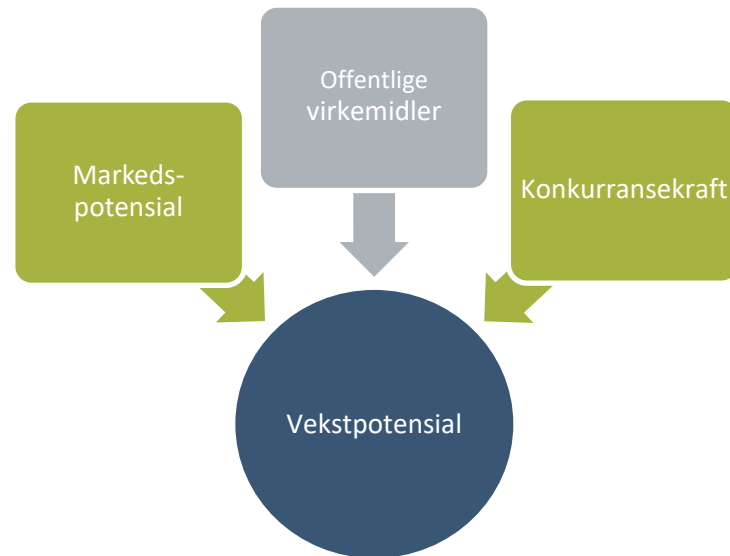 Offentlige
virkemidler
Markeds-
potensial
Konkurransekraft
Vekstpotensial